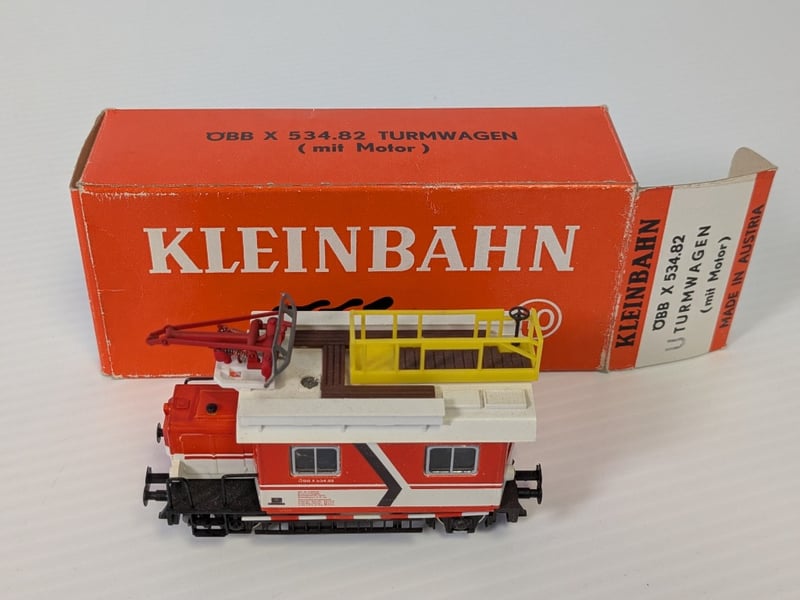 ÖBB X 534.82 TURMWAGEN
( mit Motor )
KLEINBAHN
KLEINBAHN
ÖBB X 534.82
U TURMWAGEN
(mit Motor)
MADE IN AUSTRIA